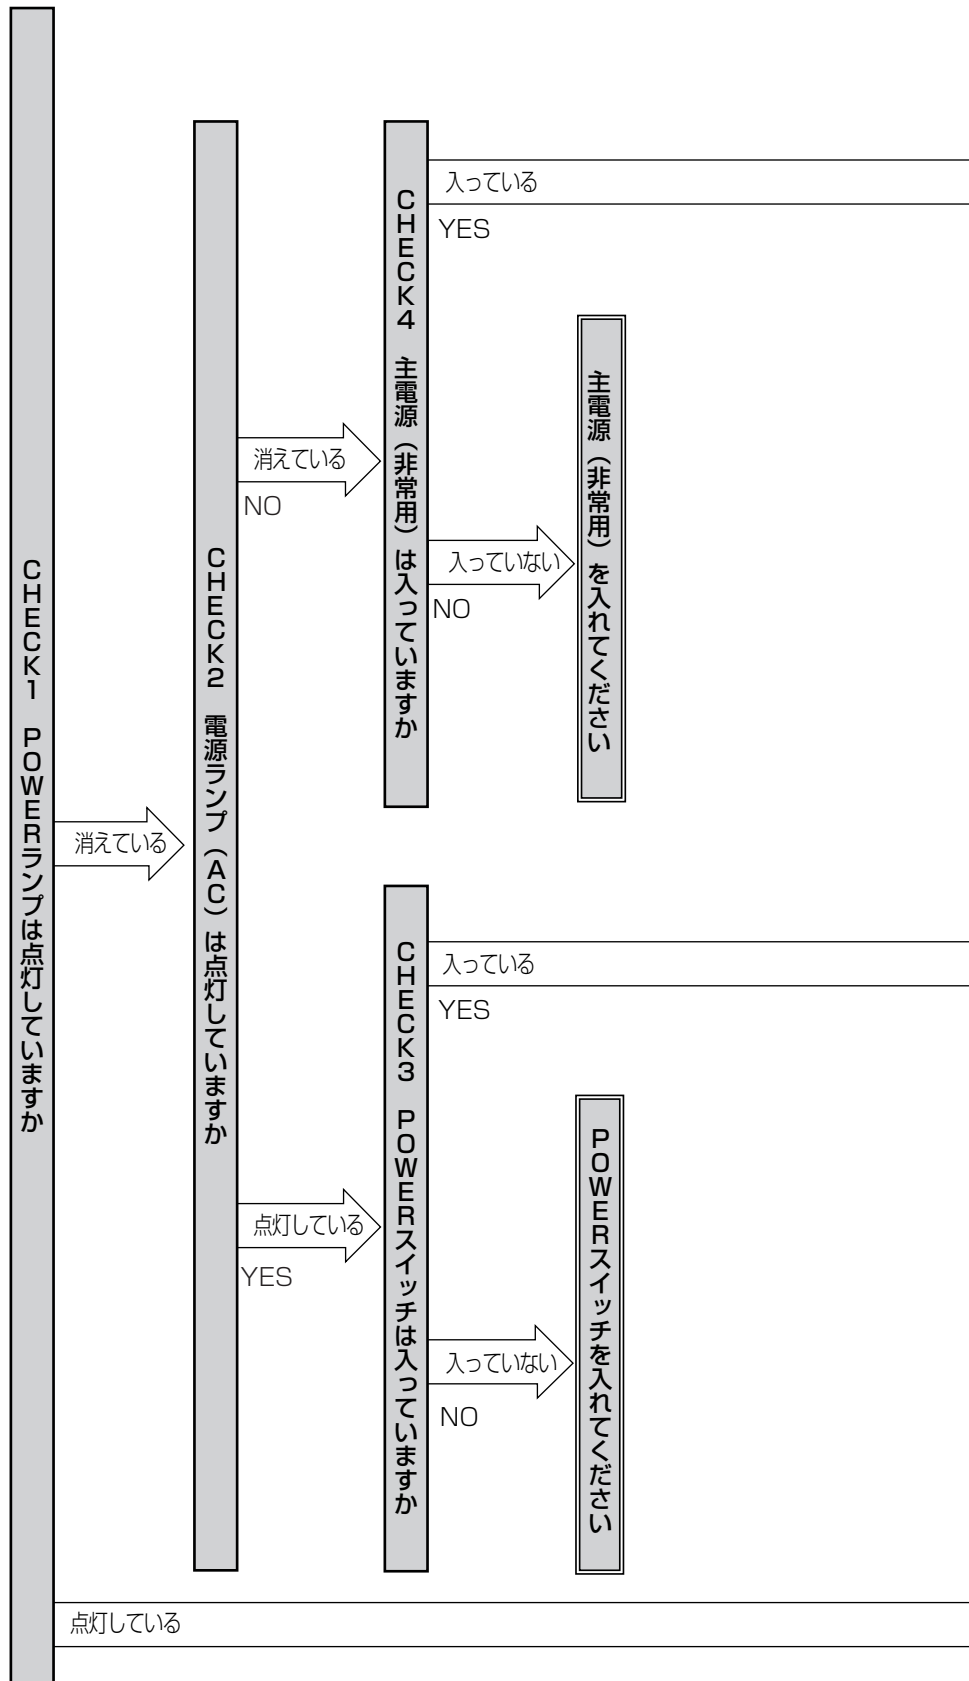 CHECK1 POWERランプは点灯していますか
消えている
点灯している
CHECK2 電源ランプ（AC）は点灯していますか
消えている
NO
点灯している
YES
CHECK4 主電源（非常用）は入っていますか
入っている
YES
入っていない
NO
主電源（非常用）を入れてください
CHECK3 POWERスイッチは入っていますか
入っている
YES
入っていない
NO
POWERスイッチを入れてください